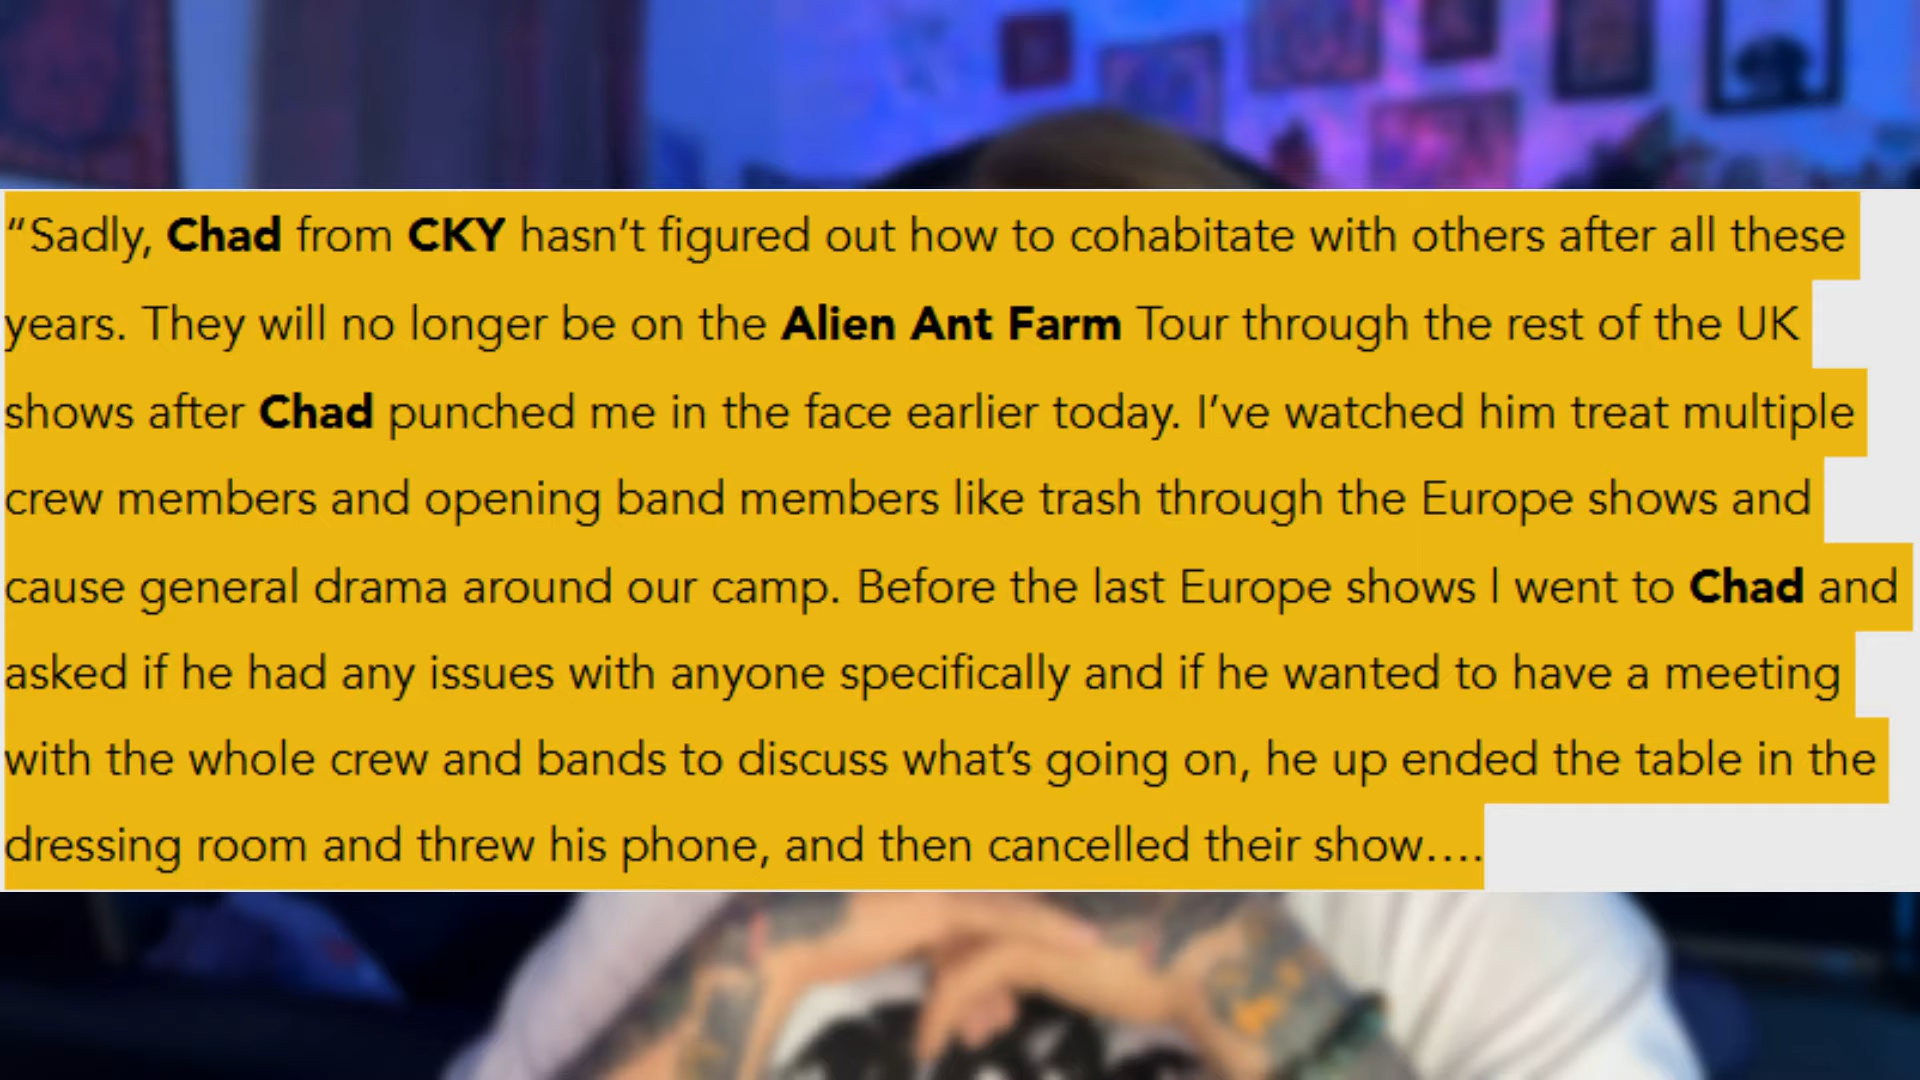 “Sadly, Chad from CKY hasn’t figured out how to cohabitate with others after all these
years. They will no longer be on the Alien Ant Farm Tour through the rest of the UK
shows after Chad punched me in the face earlier today. I’ve watched him treat multiple
crew members and opening band members like trash through the Europe shows and
cause general drama around our camp. Before the last Europe shows I went to Chad and
asked if he had any issues with anyone specifically and if he wanted to have a meeting
with the whole crew and bands to discuss what’s going on, he up ended the table in the
dressing room and threw his phone, and then cancelled their show….